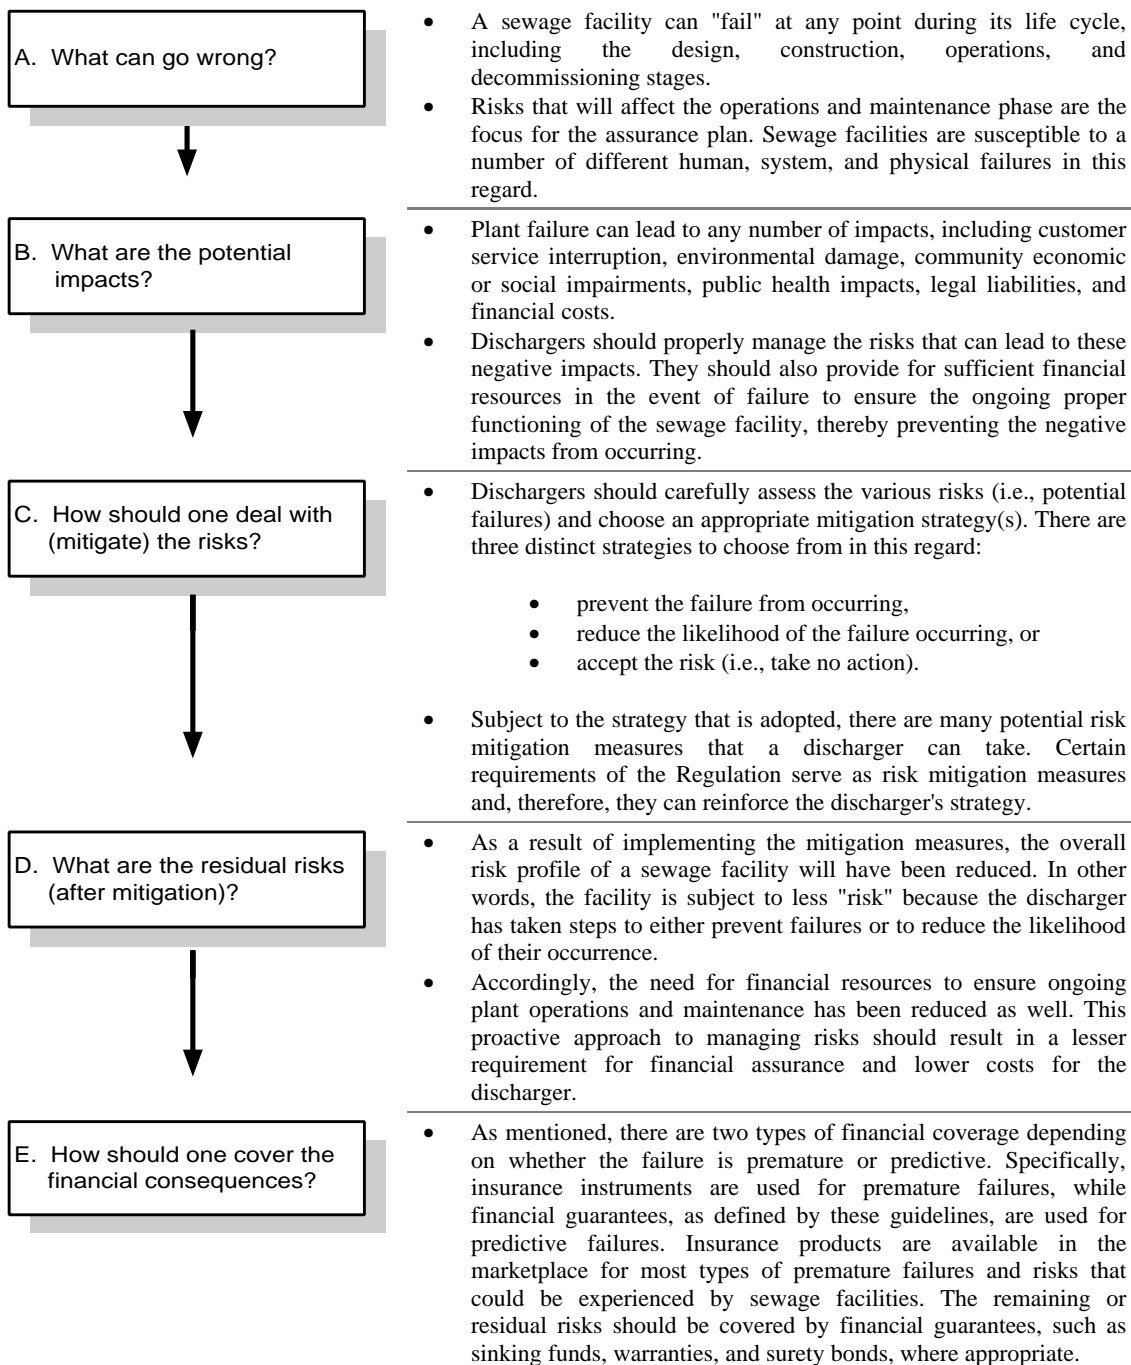 A. What can go wrong?
• A sewage facility can "fail" at any point during its life cycle,
including the design, construction, operations, and
decommissioning stages.
• Risks that will affect the operations and maintenance phase are the
focus for the assurance plan. Sewage facilities are susceptible to a
number of different human, system, and physical failures in this
regard.
B. What are the potential
impacts?
• Plant failure can lead to any number of impacts, including customer
service interruption, environmental damage, community economic
or social impairments, public health impacts, legal liabilities, and
financial costs.
• Dischargers should properly manage the risks that can lead to these
negative impacts. They should also provide for sufficient financial
resources in the event of failure to ensure the ongoing proper
functioning of the sewage facility, thereby preventing the negative
impacts from occurring.
C. How should one deal with
(mitigate) the risks?
• Dischargers should carefully assess the various risks (i.e., potential
failures) and choose an appropriate mitigation strategy(s). There are
three distinct strategies to choose from in this regard:
• prevent the failure from occurring,
• reduce the likelihood of the failure occurring, or
• accept the risk (i.e., take no action).
• Subject to the strategy that is adopted, there are many potential risk
mitigation measures that a discharger can take. Certain
requirements of the Regulation serve as risk mitigation measures
and, therefore, they can reinforce the discharger's strategy.
D. What are the residual risks
(after mitigation)?
• As a result of implementing the mitigation measures, the overall
risk profile of a sewage facility will have been reduced. In other
words, the facility is subject to less "risk" because the discharger
has taken steps to either prevent failures or to reduce the likelihood
of their occurrence.
• Accordingly, the need for financial resources to ensure ongoing
plant operations and maintenance has been reduced as well. This
proactive approach to managing risks should result in a lesser
requirement for financial assurance and lower costs for the
discharger.
E. How should one cover the
financial consequences?
• As mentioned, there are two types of financial coverage depending
on whether the failure is premature or predictive. Specifically,
insurance instruments are used for premature failures, while
financial guarantees, as defined by these guidelines, are used for
predictive failures. Insurance products are available in the
marketplace for most types of premature failures and risks that
could be experienced by sewage facilities. The remaining or
residual risks should be covered by financial guarantees, such as
sinking funds, warranties, and surety bonds, where appropriate.